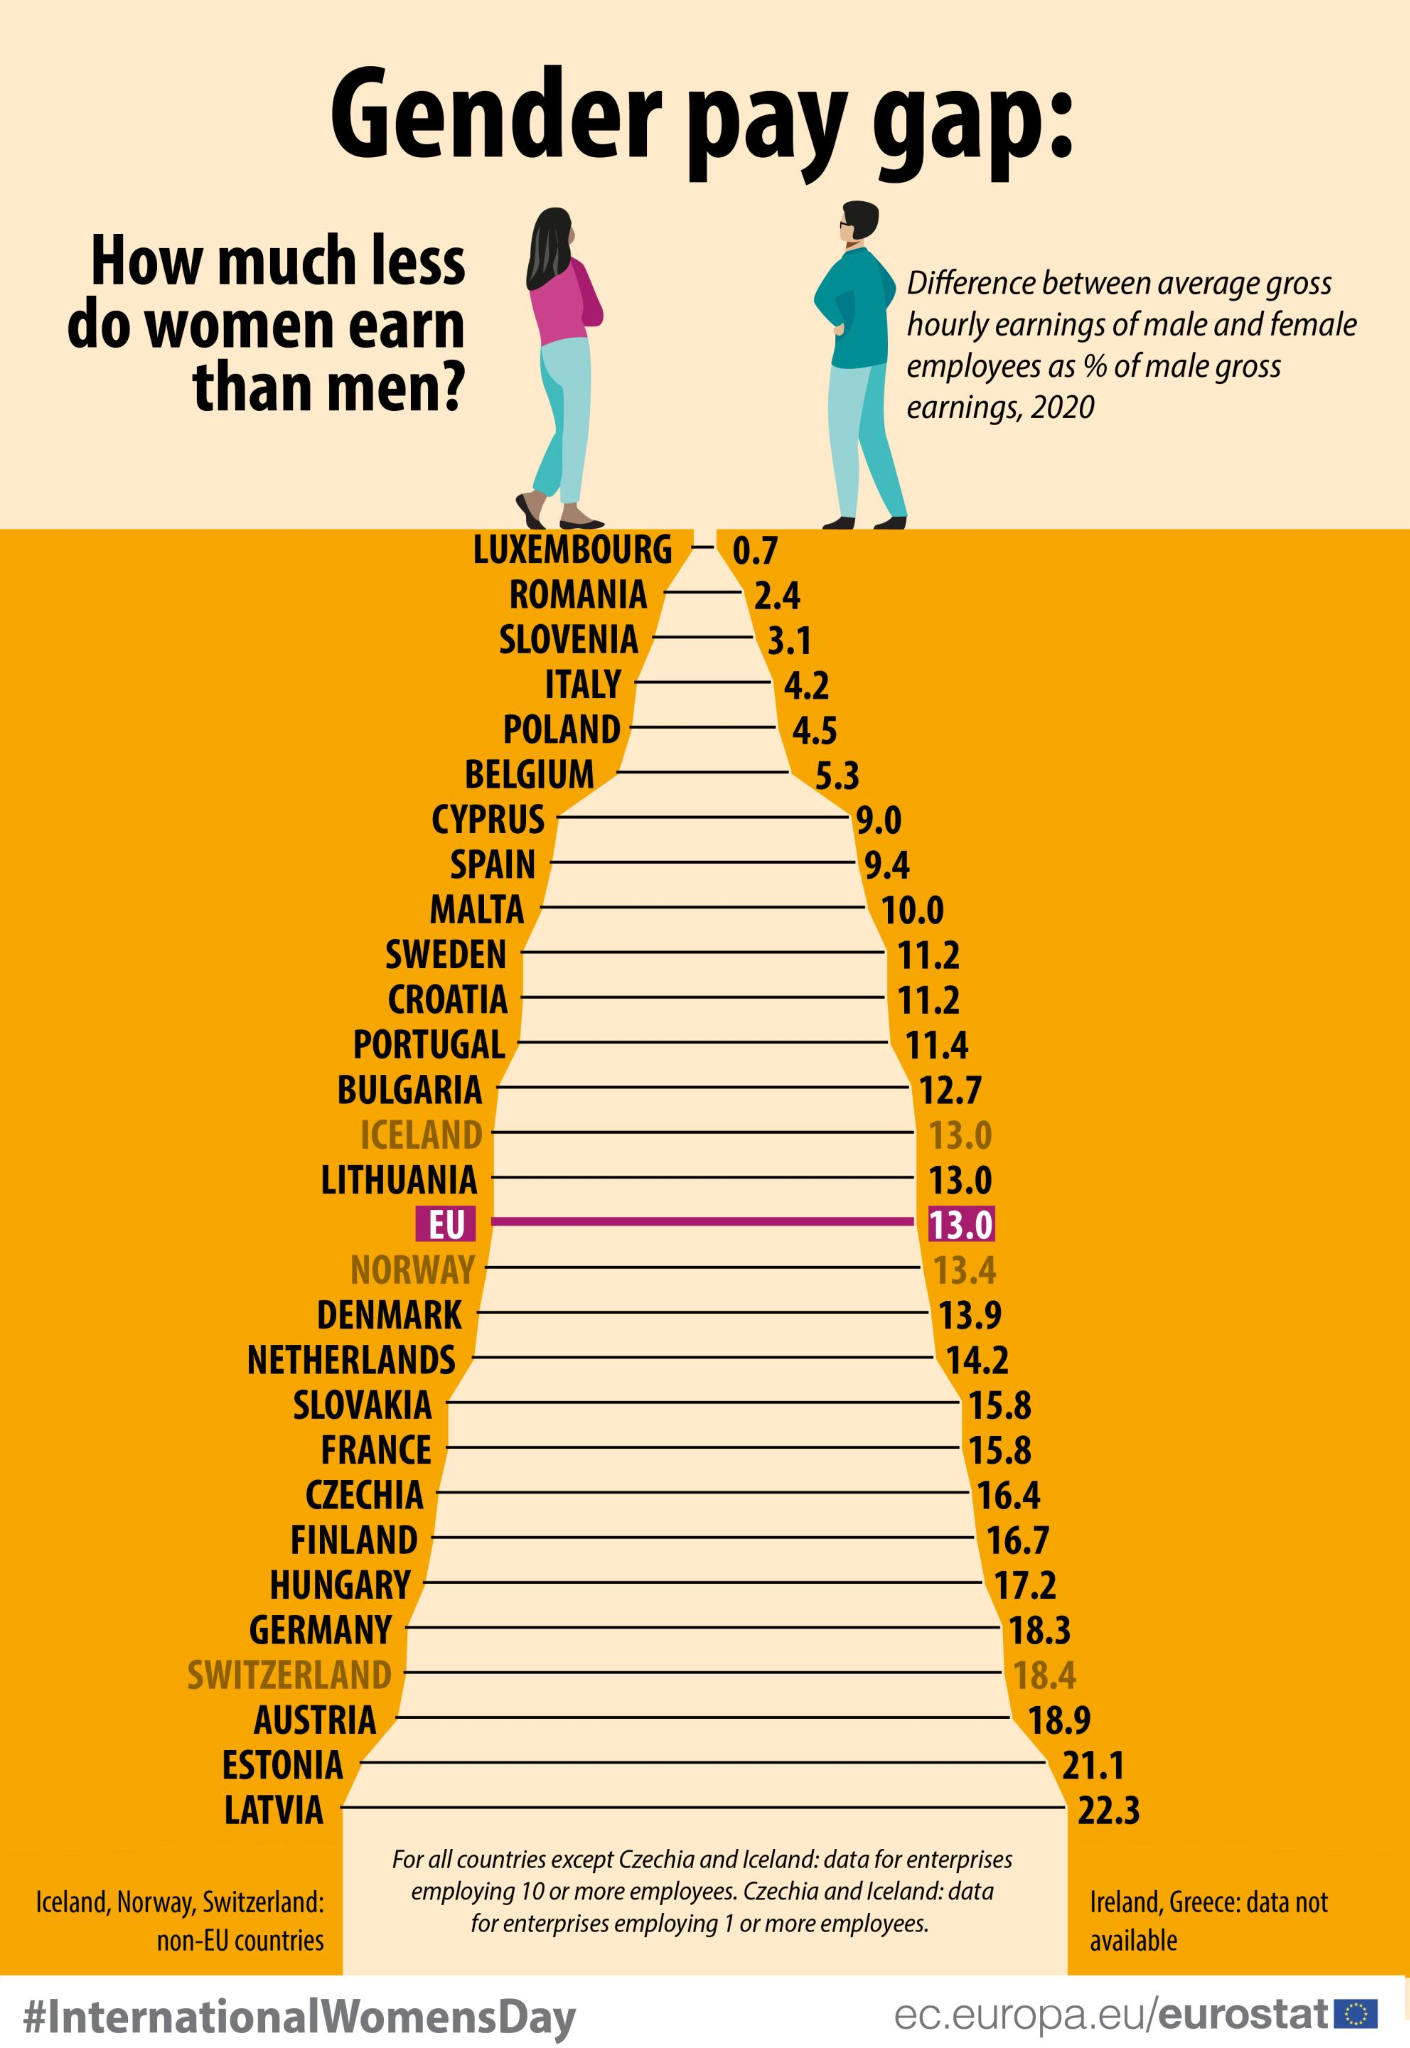 Gender pay gap:
How much less
do women earn
than men?
Difference between average gross
hourly earnings of male and female
employees as % of male gross
earnings, 2020
LUXEMBOURG 0.7
ROMANIA 2.4
SLOVENIA 3.1
ITALY 4.2
POLAND 4.5
BELGIUM 5.3
CYPRUS 9.0
SPAIN 9.4
MALTA 10.0
SWEDEN 11.2
CROATIA 11.2
PORTUGAL 11.4
BULGARIA 12.7
ICELAND 13.0
LITHUANIA 13.0
EU 13.0
NORWAY 13.4
DENMARK 13.9
NETHERLANDS 14.2
SLOVAKIA 15.8
FRANCE 15.8
CZECHIA 16.4
FINLAND 16.7
HUNGARY 17.2
GERMANY 18.3
SWITZERLAND 18.4
AUSTRIA 18.9
ESTONIA 21.1
LATVIA 22.3
For all countries except Czechia and Iceland: data for enterprises
employing 10 or more employees. Czechia and Iceland: data
for enterprises employing 1 or more employees.
Iceland, Norway, Switzerland:
non-EU countries
Ireland, Greece: data not
available
#InternationalWomensDay
ec.europa.eu/eurostat